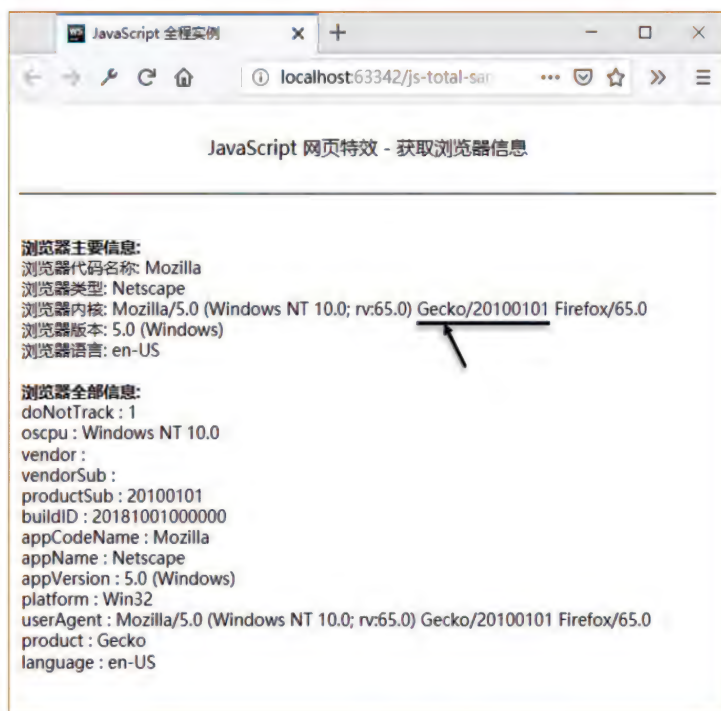 JavaScript 全程实例
localhost:63342/js-total-sar
JavaScript 网页特效 - 获取浏览器信息
浏览器主要信息:
浏览器代码名称: Mozilla
浏览器类型: Netscape
浏览器内核: Mozilla/5.0 (Windows NT 10.0; rv:65.0) Gecko/20100101 Firefox/65.0
浏览器版本: 5.0 (Windows)
浏览器语言: en-US
浏览器全部信息:
doNotTrack : 1
oscpu : Windows NT 10.0
vendor :
vendorSub :
productSub : 20100101
buildID : 20181001000000
appCodeName : Mozilla
appName : Netscape
appVersion : 5.0 (Windows)
platform : Win32
userAgent : Mozilla/5.0 (Windows NT 10.0; rv:65.0) Gecko/20100101 Firefox/65.0
product : Gecko
language : en-US